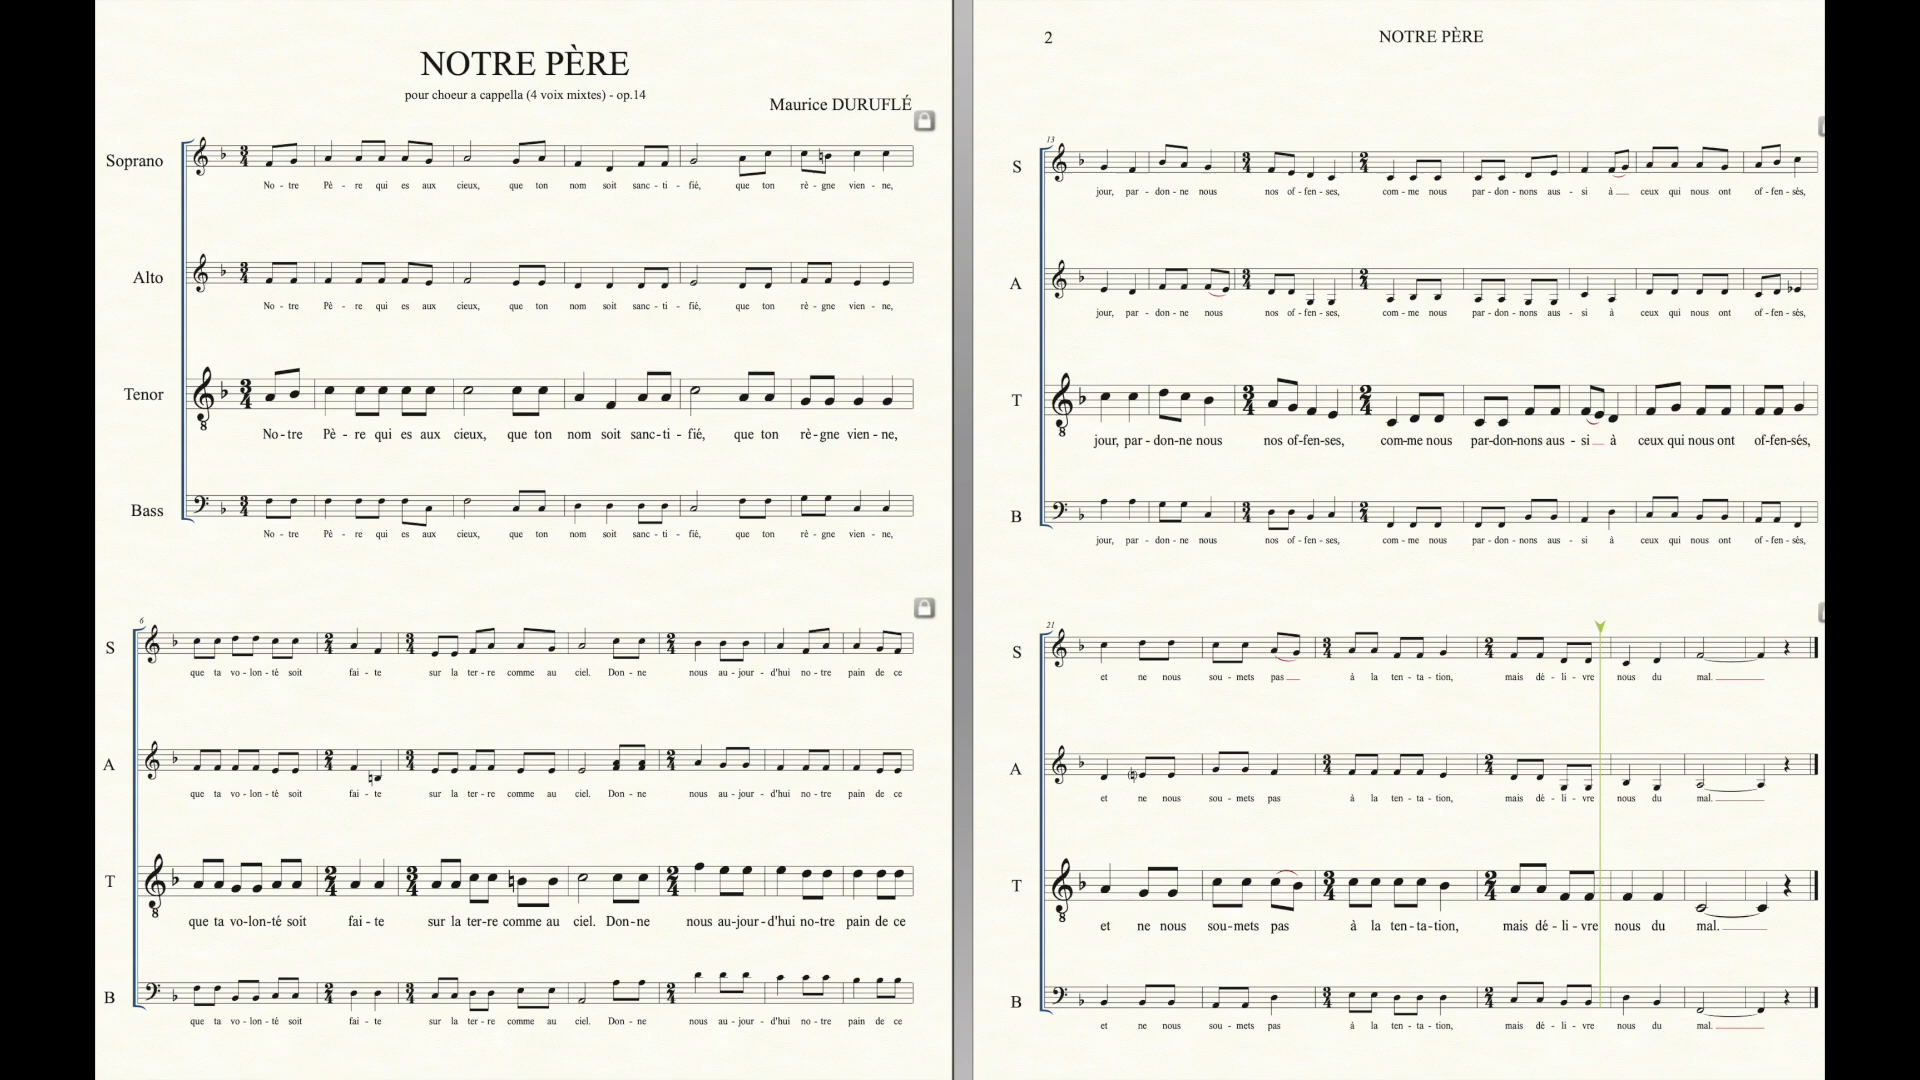 NOTRE PÈRE
pour choeur a cappella (4 voix mixtes) - op.14
Maurice DURUFLÉ
Soprano
No - tre Pè - re qui es aux cieux, que ton nom soit sanc - ti - fié, que ton rè - gne vien - ne,
Alto
No - tre Pè - re qui es aux cieux, que ton nom soit sanc - ti - fié, que ton rè - gne vien - ne,
Tenor
8
No - tre Pè - re qui es aux cieux, que ton nom soit sanc - ti - fié, que ton rè - gne vien - ne,
Bass
No - tre Pè - re qui es aux cieux, que ton nom soit sanc - ti - fié, que ton rè - gne vien - ne,
6
S
que ta vo - lon - té soit fai - te sur la ter - re comme au ciel. Don - ne nous au - jour - d'hui no - tre pain de ce
A
que ta vo - lon - té soit fai - te sur la ter - re comme au ciel. Don - ne nous au - jour - d'hui no - tre pain de ce
T
8
que ta vo - lon - té soit fai - te sur la ter - re comme au ciel. Don - ne nous au - jour - d'hui no - tre pain de ce
B
que ta vo - lon - té soit fai - te sur la ter - re comme au ciel. Don - ne nous au - jour - d'hui no - tre pain de ce
2
NOTRE PÈRE
13
S
jour, par - don - ne nous nos of - fen - ses, com - me nous par - don - nons aus - si à ceux qui nous ont of - fen - sés,
A
jour, par - don - ne nous nos of - fen - ses, com - me nous par - don - nons aus - si à ceux qui nous ont of - fen - sés,
T
8
jour, par - don - ne nous nos of - fen - ses, com - me nous par - don - nons aus - si à ceux qui nous ont of - fen - sés,
B
jour, par - don - ne nous nos of - fen - ses, com - me nous par - don - nons aus - si à ceux qui nous ont of - fen - sés,
21
S
et ne nous sou - mets pas à la ten - ta - tion, mais dé - li - vre nous du mal.
A
et ne nous sou - mets pas à la ten - ta - tion, mais dé - li - vre nous du mal.
T
8
et ne nous sou - mets pas à la ten - ta - tion, mais dé - li - vre nous du mal.
B
et ne nous sou - mets pas à la ten - ta - tion, mais dé - li - vre nous du mal.